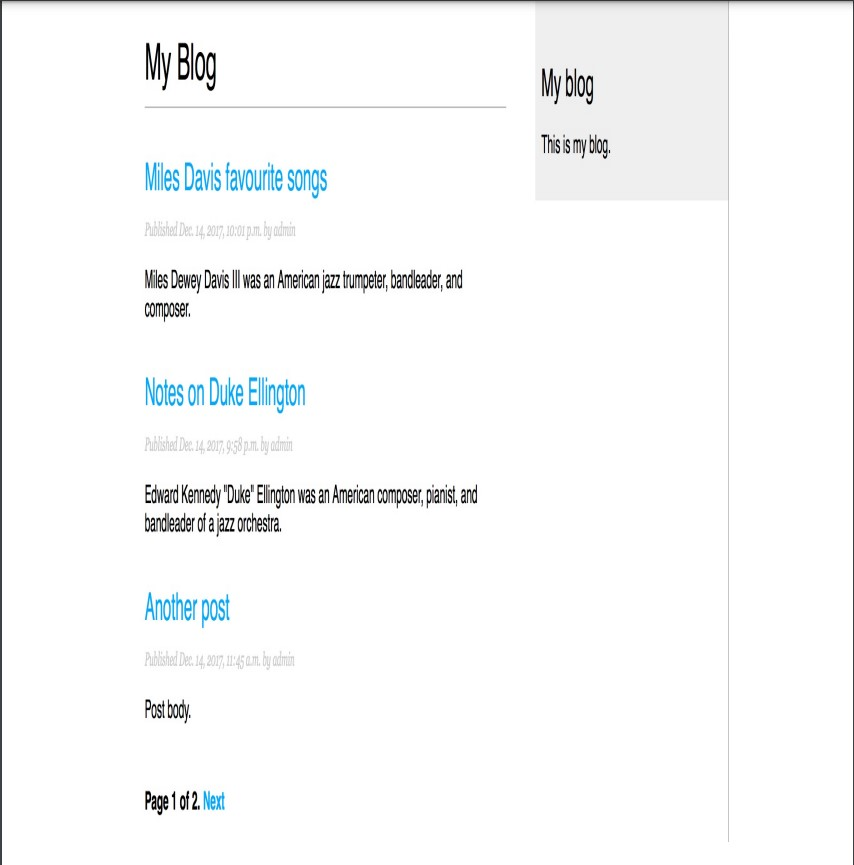 My Blog
Miles Davis favourite songs
Published Dec. 14, 2017, 10:01 p.m. by admin
Miles Dewey Davis III was an American jazz trumpeter, bandleader, and
composer.
Notes on Duke Ellington
Published Dec. 14, 2017, 9:58 p.m. by admin
Edward Kennedy "Duke" Ellington was an American composer, pianist, and
bandleader of a jazz orchestra.
Another post
Published Dec. 14, 2017, 11:45 a.m. by admin
Post body.
Page 1 of 2. Next
My blog
This is my blog.